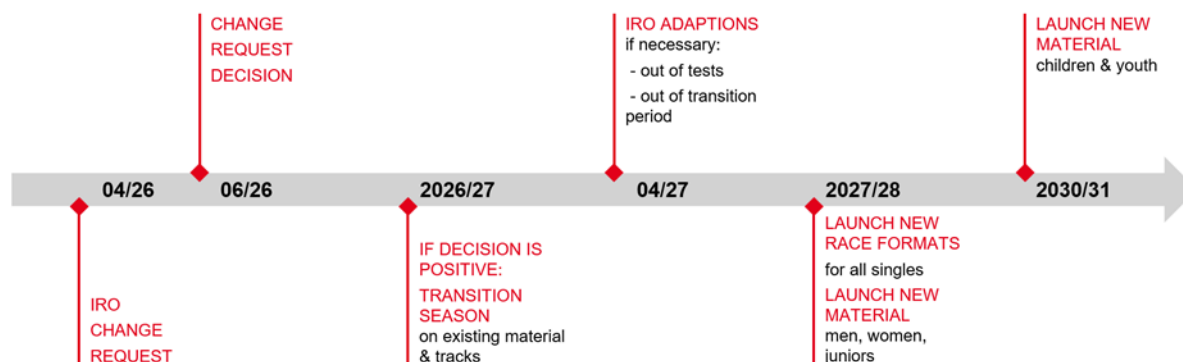 CHANGE
REQUEST
DECISION
IRO ADAPTIONS
if necessary:
- out of tests
- out of transition
period
LAUNCH NEW
MATERIAL
children & youth
04/26
06/26
2026/27
04/27
2027/28
2030/31
IRO
CHANGE
REQUEST
IF DECISION IS
POSITIVE:
TRANSITION
SEASON
on existing material
& tracks
LAUNCH NEW
RACE FORMATS
for all singles
LAUNCH NEW
MATERIAL
men, women,
juniors